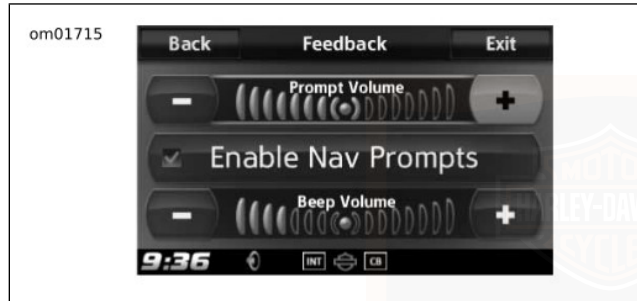 om01715
Back Feedback Exit
Prompt Volume
- +
Enable Nav Prompts
Beep Volume
- +
9:36 INT CB